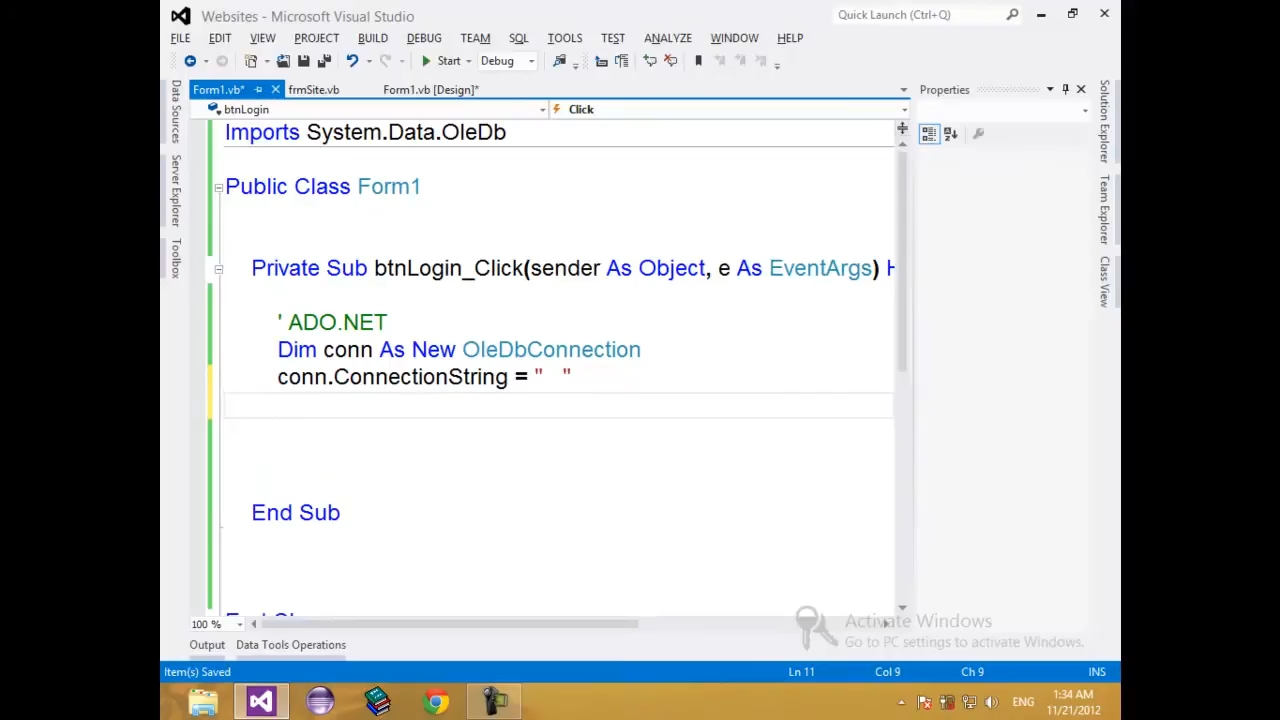 Websites - Microsoft Visual Studio
Quick Launch (Ctrl+Q)
FILE EDIT VIEW PROJECT BUILD DEBUG TEAM SQL TOOLS TEST ANALYZE WINDOW HELP
Start Debug
Form1.vb* frmSite.vb Form1.vb [Design]*
Properties
btnLogin Click
Data Sources
Server Explorer
Toolbox
Solution Explorer
Team Explorer
Class View
Imports System.Data.OleDb
Public Class Form1
Private Sub btnLogin_Click(sender As Object, e As EventArgs) H
' ADO.NET
Dim conn As New OleDbConnection
conn.ConnectionString = "   "
End Sub
100 %
Activate Windows
Go to PC settings to activate Windows.
Output Data Tools Operations
Item(s) Saved Ln 11 Col 9 Ch 9 INS
ENG
1:34 AM
11/21/2012